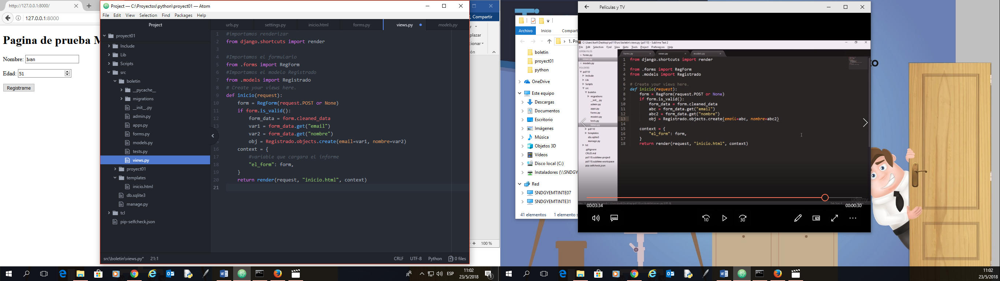 http://127.0.0.1:8000/
127.0.0.1:8000
Pagina de prueba M
Nombre: Ivan
Edad: 51
Registrame
Project — C:\Proyectos\python\proyect01 — Atom
File Edit View Selection Find Packages Help
Project
proyect01
Include
Lib
Scripts
src
boletin
__pycache__
migrations
__init__.py
admin.py
apps.py
forms.py
models.py
tests.py
views.py
proyect01
templates
inicio.html
db.sqlite3
manage.py
tcl
pip-selfcheck.json
urls.py settings.py inicio.html forms.py views.py models.py
1 #importamos renderizar
2 from django.shortcuts import render
3
4 #Importamos el formulario
5 from .forms import RegForm
6 #Importamos el modelo Registrado
7 from .models import Registrado
8 # Create your views here.
9 def inicio(request):
10 form = RegForm(request.POST or None)
11 if form.is_valid():
12 form_data = form.cleaned_data
13 var1 = form_data.get("email")
var2 = form_data.get("nombre")
obj = Registrado.objects.create(email=var1, nombre=var2)
16 context = {
17 #variable que cargara el informe
18 "el_form": form,
19 }
20 return render(request, "inicio.html", context)
21
src\boletin\views.py* 21:1 CRLF UTF-8 Python 0 files
Compartir
100 %
ESP
11:02
23/5/2018
1
Archivo Inicio Compart
boletin
proyect01
python
OneDrive
Este equipo
Descargas
Documentos
Escritorio
Imágenes
Música
Objetos 3D
Vídeos
Disco local (C:)
Instaladores (\\SNDGY
Red
SNDGYEMTINTE07
SNDGYEMTINTE31
41 elementos 1 elemento s
Películas y TV
C:\Users\karli\Desktop\pd110\src\boletin\views.py (pd110) - Sublime Text 2
File Edit Selection Find View Goto Tools Project Preferences Help
OPEN FILES
forms.py
views.py
models.py
FOLDERS
pd110
Include
Lib
Scripts
src
boletin
migrations
__init__.py
admin.py
apps.py
forms.py
models.py
tests.py
views.py
pd110
templates
db.sqlite3
manage.py
tcl
.gitignore
CRUD.md
pd110.sublime-project
pd110.sublime-workspace
pip-selfcheck.json
forms.py views.py models.py
1 from django.shortcuts import render
2
3 from .forms import RegForm
4 from .models import Registrado
5
6 # Create your views here.
7 def inicio(request):
8 form = RegForm(request.POST or None)
9 if form.is_valid():
10 form_data = form.cleaned_data
11 abc = form_data.get("email")
12 abc2 = form_data.get("nombre")
13 obj = Registrado.objects.create(email=abc, nombre=abc2)
14
15 context = {
16 "el_form": form,
17 }
18 return render(request, "inicio.html", context)
udemy
00:03:34 00:00:30
10 30
11:02
23/5/2018